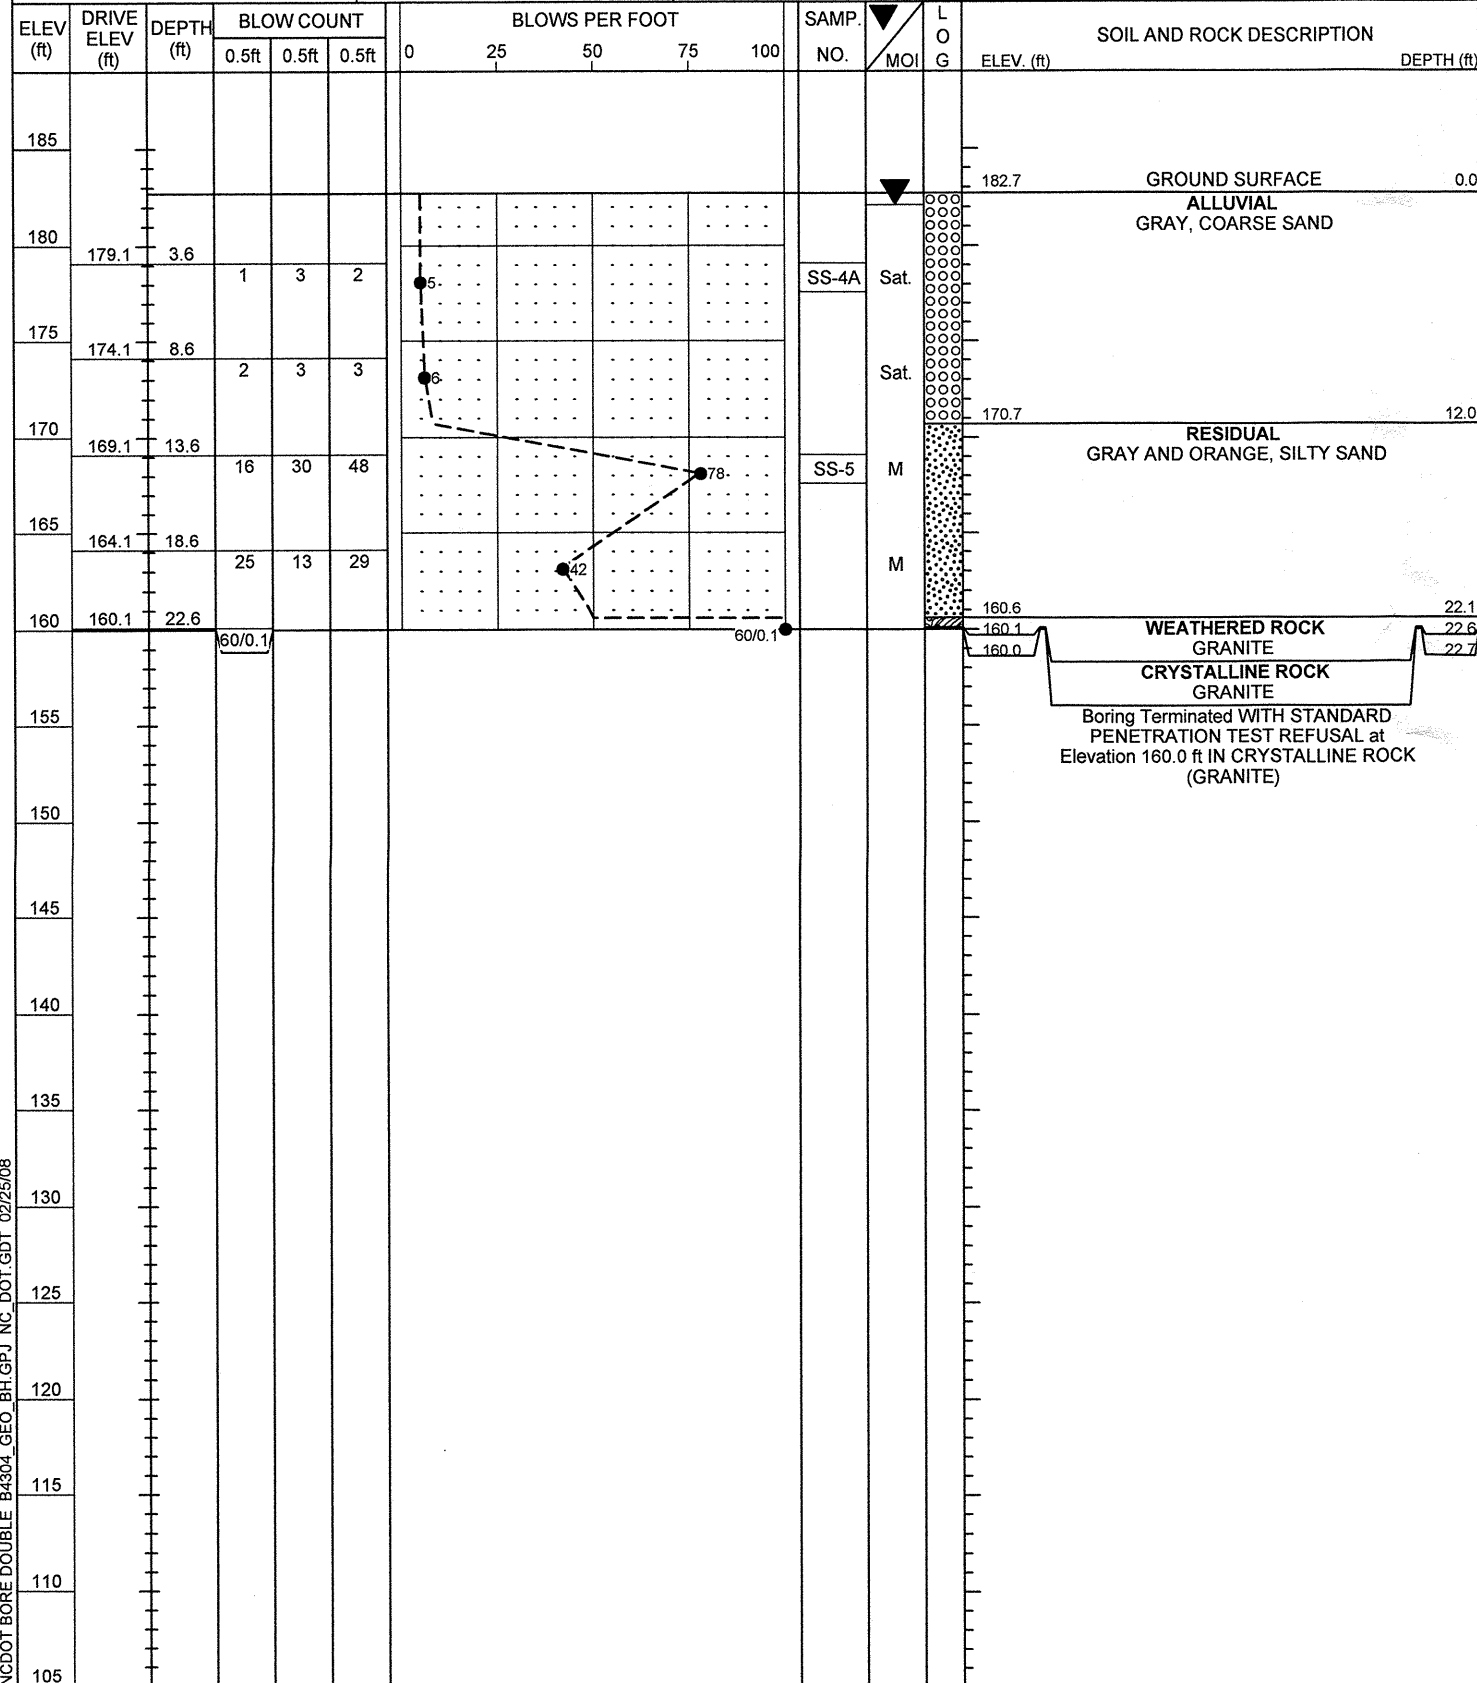 ELEV (ft) DRIVE ELEV (ft) DEPTH (ft) BLOW COUNT BLOWS PER FOOT SAMP. NO. MOI LOG SOIL AND ROCK DESCRIPTION
0.5ft 0.5ft 0.5ft 0 25 50 75 100 ELEV. (ft) DEPTH (ft)
185
182.7 GROUND SURFACE 0.0
ALLUVIAL
GRAY, COARSE SAND
180
179.1 3.6
1 3 2 5 SS-4A Sat.
175
174.1 8.6
2 3 3 6 Sat.
170.7 12.0
170
RESIDUAL
169.1 13.6
GRAY AND ORANGE, SILTY SAND
16 30 48 78 SS-5 M
165
164.1 18.6
25 13 29 42 M
160.6 22.1
160 160.1 22.6
160.1 WEATHERED ROCK 22.6
60/0.1 60/0.1
160.0 GRANITE 22.7
CRYSTALLINE ROCK
GRANITE
155
Boring Terminated WITH STANDARD
PENETRATION TEST REFUSAL at
Elevation 160.0 ft IN CRYSTALLINE ROCK
(GRANITE)
150
145
140
135
130
125
120
115
110
105
NCDOT BORE DOUBLE B4304_GEO_BH.GPJ NC_DOT.GDT 02/25/08